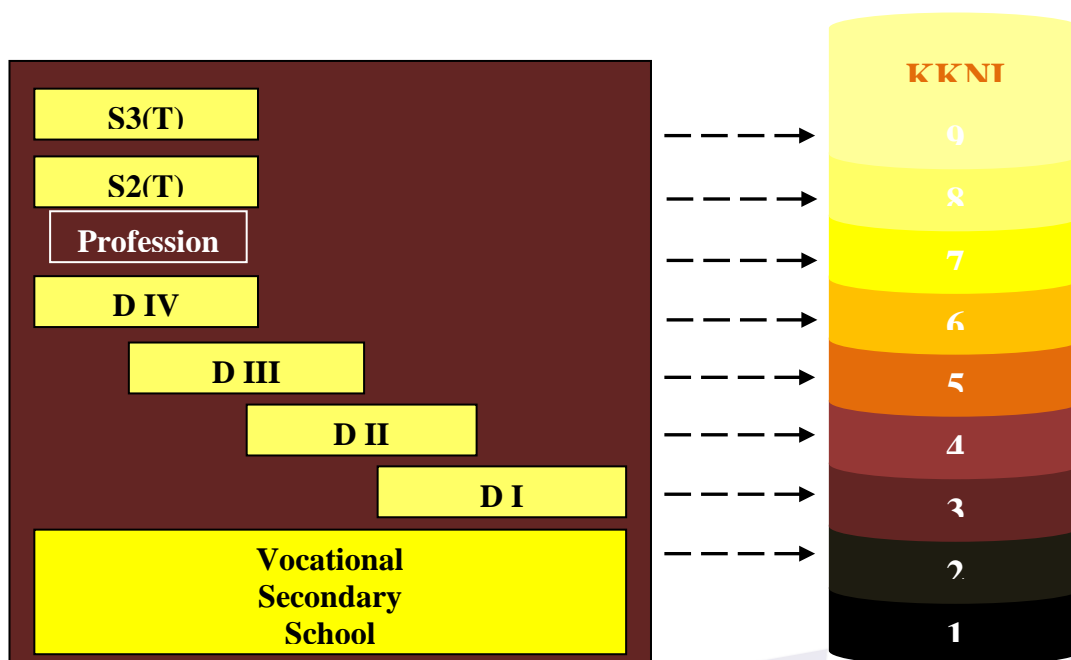 KKNI
S3(T)
9
S2(T)
8
Profession
7
D IV
6
D III
5
D II
4
D I
3
Vocational
Secondary
School
2
1